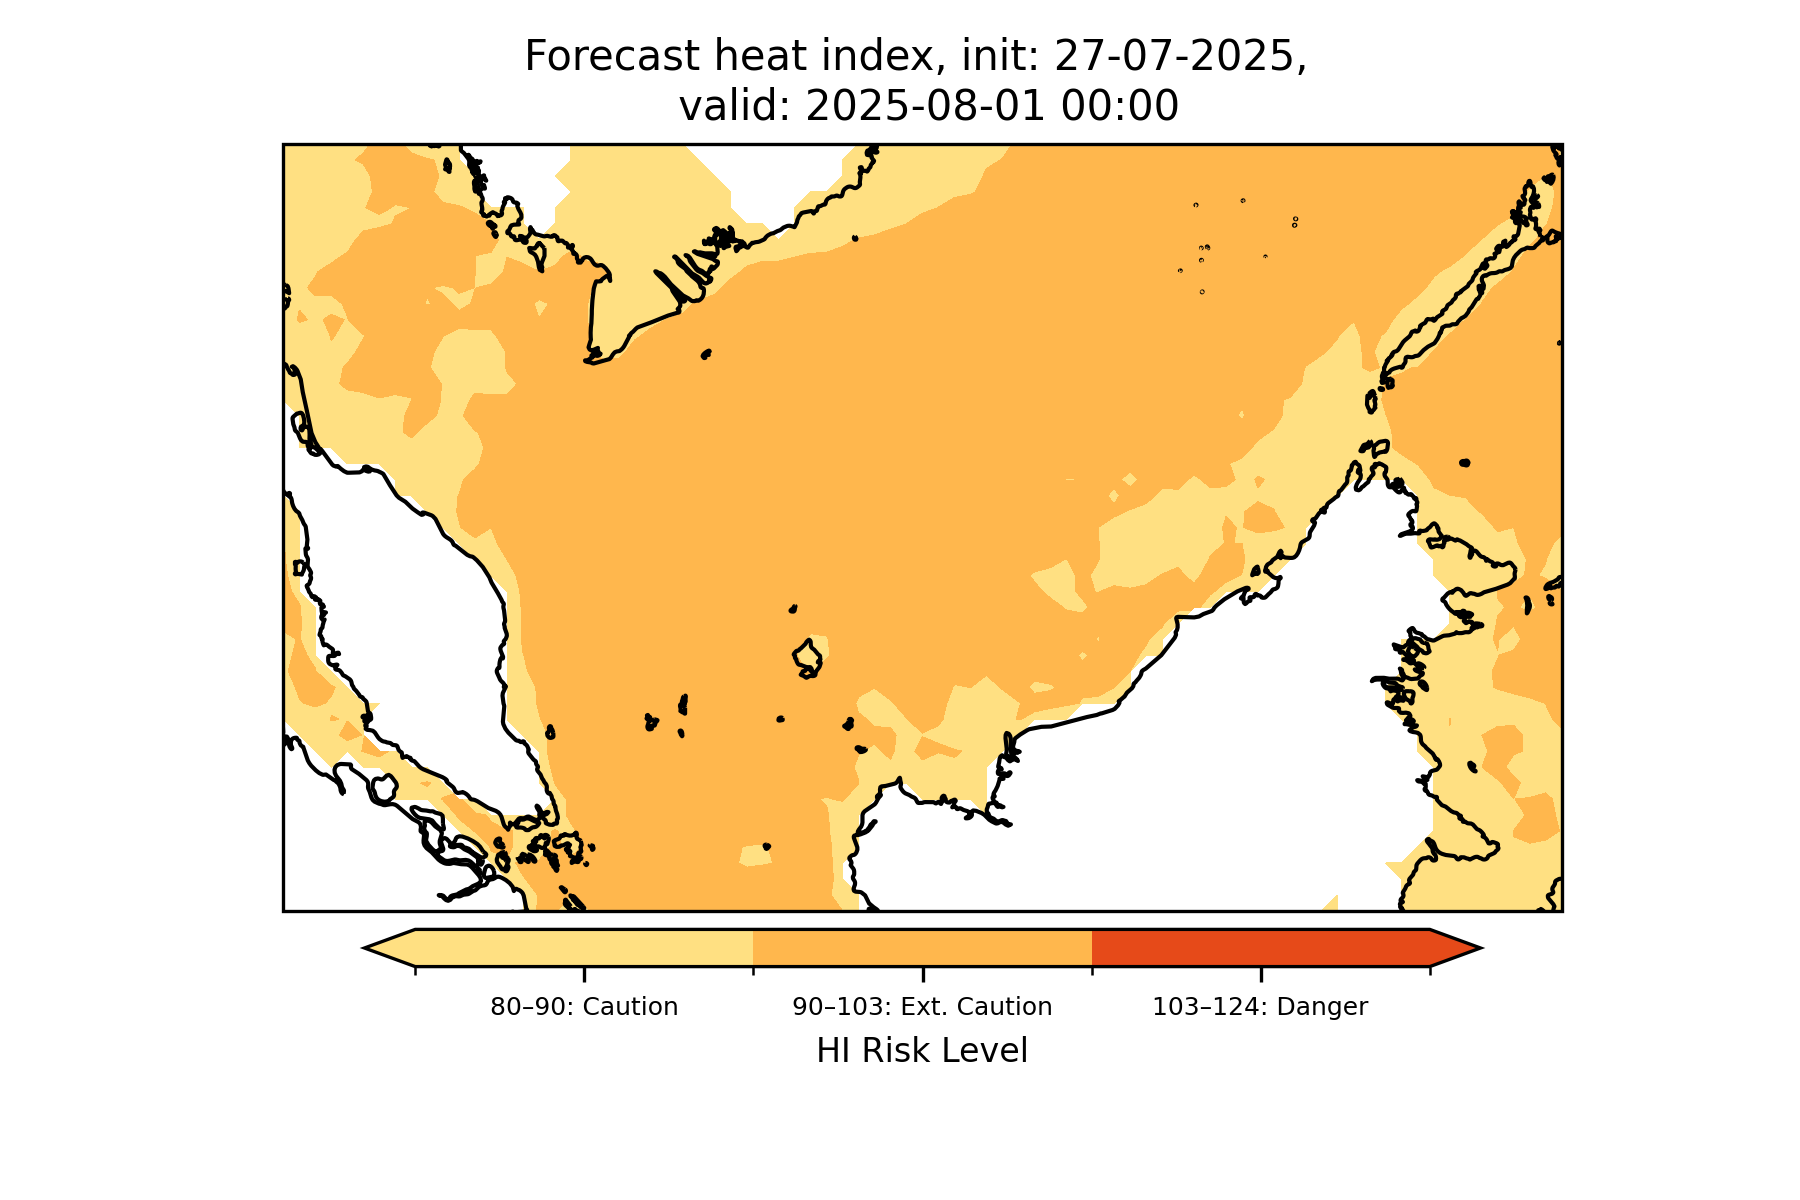 Forecast heat index, init: 27-07-2025,
valid: 2025-08-01 00:00
80–90: Caution
90–103: Ext. Caution
103–124: Danger
HI Risk Level